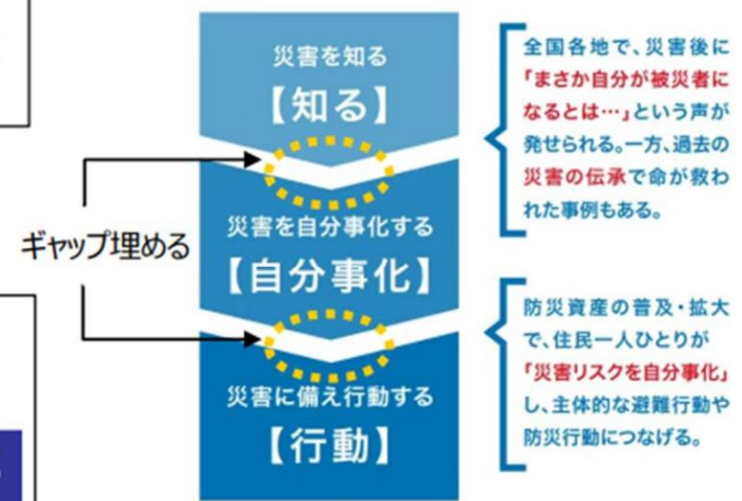 災害を知る
【知る】
ギャップ埋める
災害を自分事化する
【自分事化】
災害に備え行動する
【行動】
全国各地で、災害後に
「まさか自分が被災者に
なるとは…」という声が
発せられる。一方、過去の
災害の伝承で命が救わ
れた事例もある。
防災資産の普及・拡大
で、住民一人ひとりが
「災害リスクを自分事化」
し、主体的な避難行動や
防災行動につなげる。